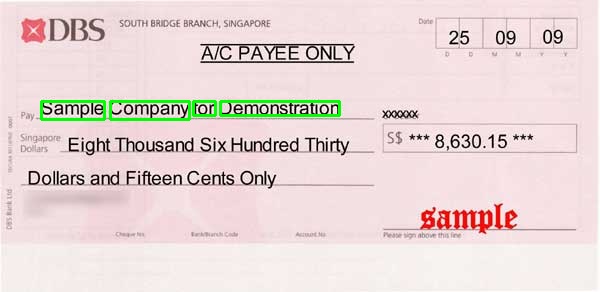 DBS SOUTH BRIDGE BRANCH, SINGAPORE
Date 25 09 09
D D M M Y Y
A/C PAYEE ONLY
Pay Sample Company for Demonstration xxxxxx
Singapore Dollars Eight Thousand Six Hundred Thirty S$ *** 8,630.15 ***
Dollars and Fifteen Cents Only
DBS Bank Ltd
sample
Cheque No. Bank/Branch Code Account No. Please sign above this line